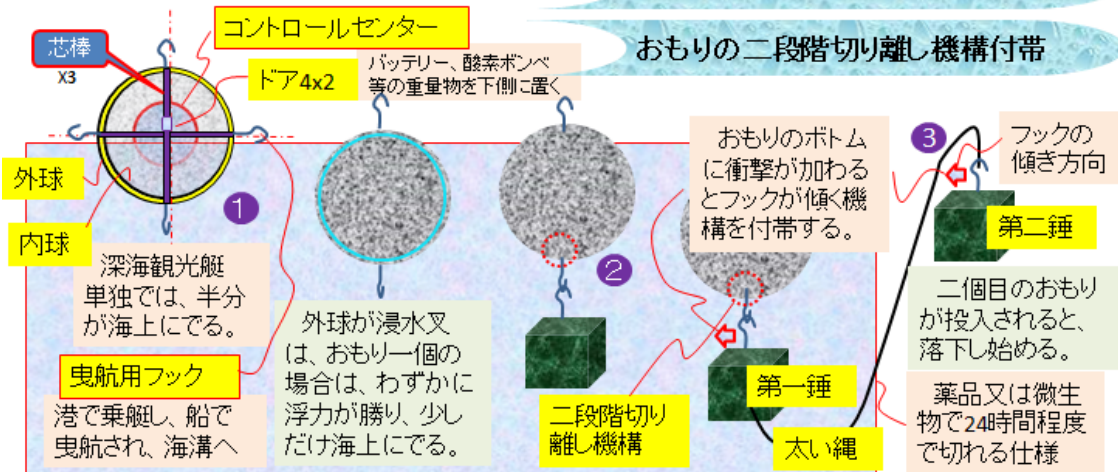 おもりの二段階切り離し機構付帯
コントロールセンター
芯棒
X3
ドア4x2
バッテリー、酸素ボンベ
等の重量物を下側に置く
外球
内球
①
深海観光艇
単独では、半分
が海上にでる。
曳航用フック
港で乗艇し、船で
曳航され、海溝へ
外球が浸水叉
は、おもり一個の
場合は、わずかに
浮力が勝り、少し
だけ海上にでる。
②
二段階切り
離し機構
おもりのボトム
に衝撃が加わる
とフックが傾く機
構を付帯する。
第一錘
太い縄
③
フックの
傾き方向
第二錘
二個目のおもり
が投入されると、
落下し始める。
薬品又は微生
物で24時間程度
で切れる仕様